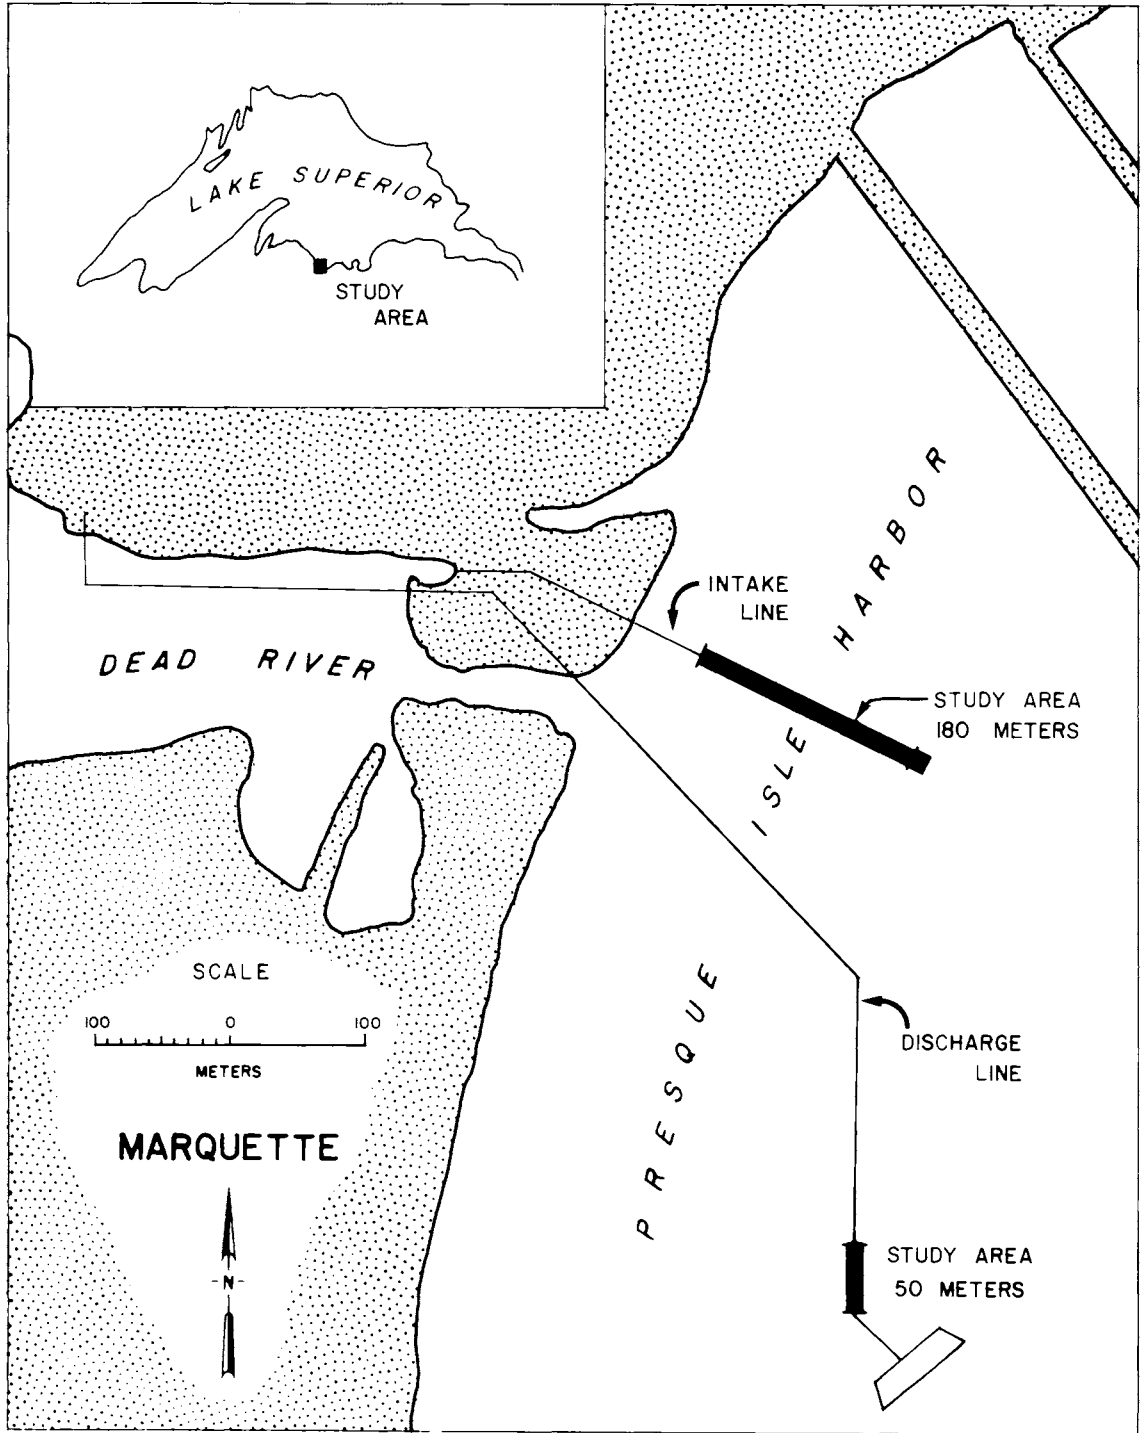 LAKE SUPERIOR
STUDY
AREA
HARBOR
INTAKE
LINE
DEAD RIVER
STUDY AREA
180 METERS
ISLE
SCALE
100 0 100
METERS
PRESQUE
DISCHARGE
LINE
MARQUETTE
-N-
STUDY AREA
50 METERS